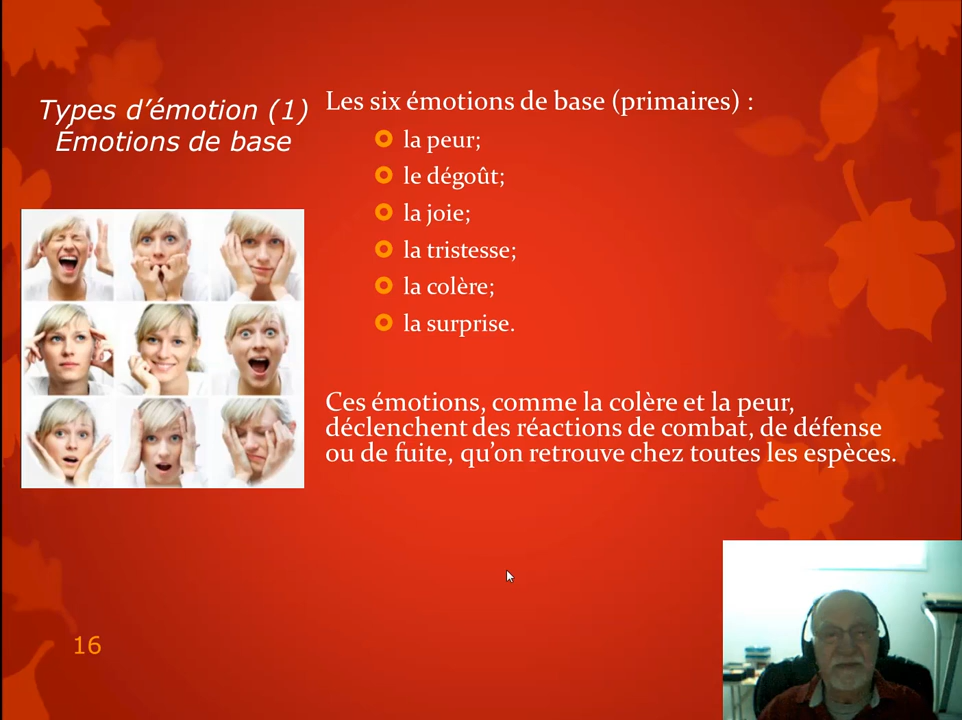 Types d’émotion (1)
Émotions de base
Les six émotions de base (primaires) :
la peur;
le dégoût;
la joie;
la tristesse;
la colère;
la surprise.
Ces émotions, comme la colère et la peur,
déclenchent des réactions de combat, de défense
ou de fuite, qu’on retrouve chez toutes les espèces.
16